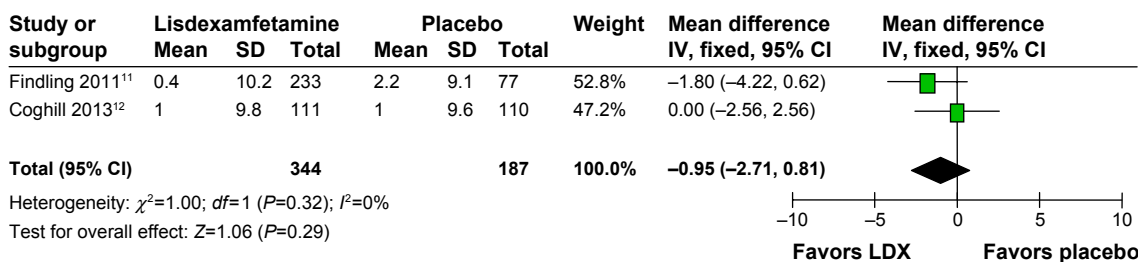 Study or Lisdexamfetamine Placebo Weight Mean difference Mean difference
subgroup Mean SD Total Mean SD Total IV, fixed, 95% CI IV, fixed, 95% CI
Findling 2011¹¹ 0.4 10.2 233 2.2 9.1 77 52.8% –1.80 (–4.22, 0.62)
Coghill 2013¹² 1 9.8 111 1 9.6 110 47.2% 0.00 (–2.56, 2.56)
Total (95% CI) 344 187 100.0% –0.95 (–2.71, 0.81)
Heterogeneity: χ²=1.00; df=1 (P=0.32); I²=0%
Test for overall effect: Z=1.06 (P=0.29)
–10 –5 0 5 10
Favors LDX Favors placebo